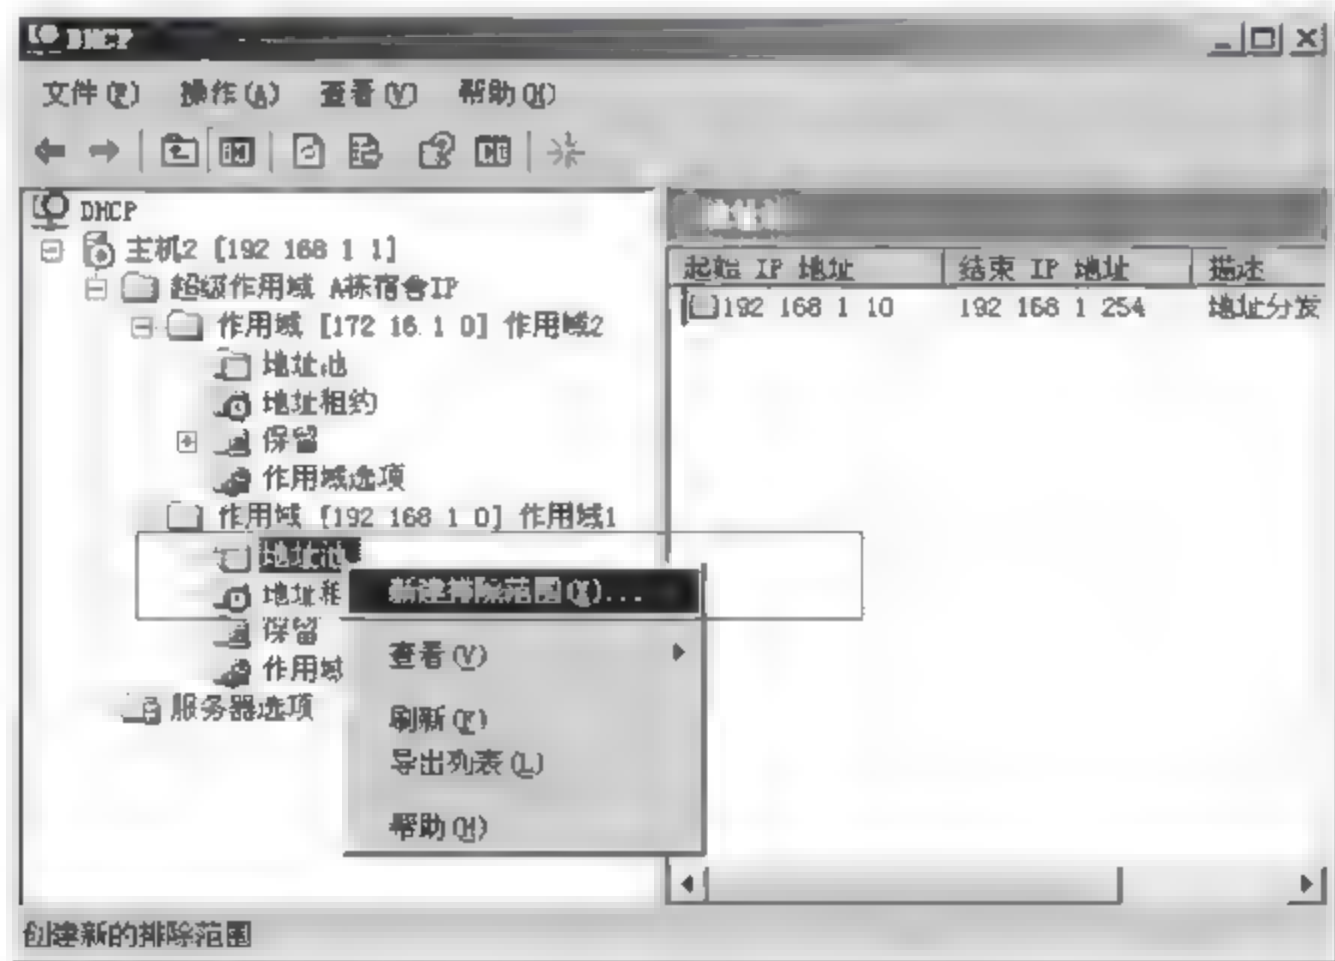 DHCP
文件(F) 操作(A) 查看(V) 帮助(H)
DHCP
主机2 [192 168 1 1]
超级作用域 A栋宿舍IP
作用域 [172 16.1 0] 作用域2
地址池
地址租约
保留
作用域选项
作用域 [192 168 1 0] 作用域1
地址池
地址租
保留
作用域
服务器选项
新建排除范围(X)...
查看(V)
刷新(F)
导出列表(L)
帮助(H)
起始 IP 地址 结束 IP 地址 描述
192 168 1 10 192 168 1 254 地址分发
创建新的排除范围